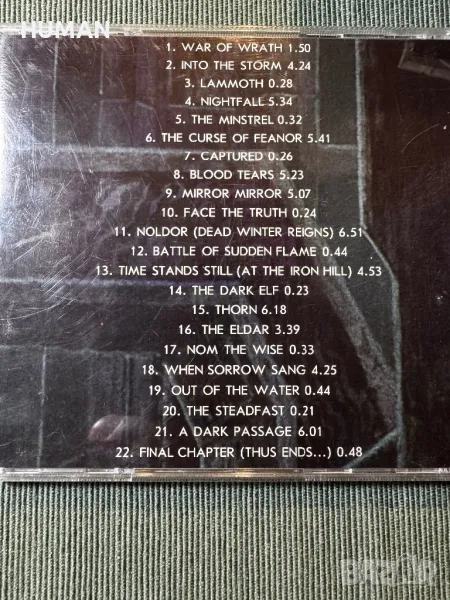 HUMAN
1. WAR OF WRATH 1.50
2. INTO THE STORM 4.24
3. LAMMOTH 0.28
4. NIGHTFALL 5.34
5. THE MINSTREL 0.32
6. THE CURSE OF FEANOR 5.41
7. CAPTURED 0.26
8. BLOOD TEARS 5.23
9. MIRROR MIRROR 5.07
10. FACE THE TRUTH 0.24
11. NOLDOR (DEAD WINTER REIGNS) 6.51
12. BATTLE OF SUDDEN FLAME 0.44
13. TIME STANDS STILL (AT THE IRON HILL) 4.53
14. THE DARK ELF 0.23
15. THORN 6.18
16. THE ELDAR 3.39
17. NOM THE WISE 0.33
18. WHEN SORROW SANG 4.25
19. OUT OF THE WATER 0.44
20. THE STEADFAST 0.21
21. A DARK PASSAGE 6.01
22. FINAL CHAPTER (THUS ENDS...) 0.48
HUMAN
BAZAR